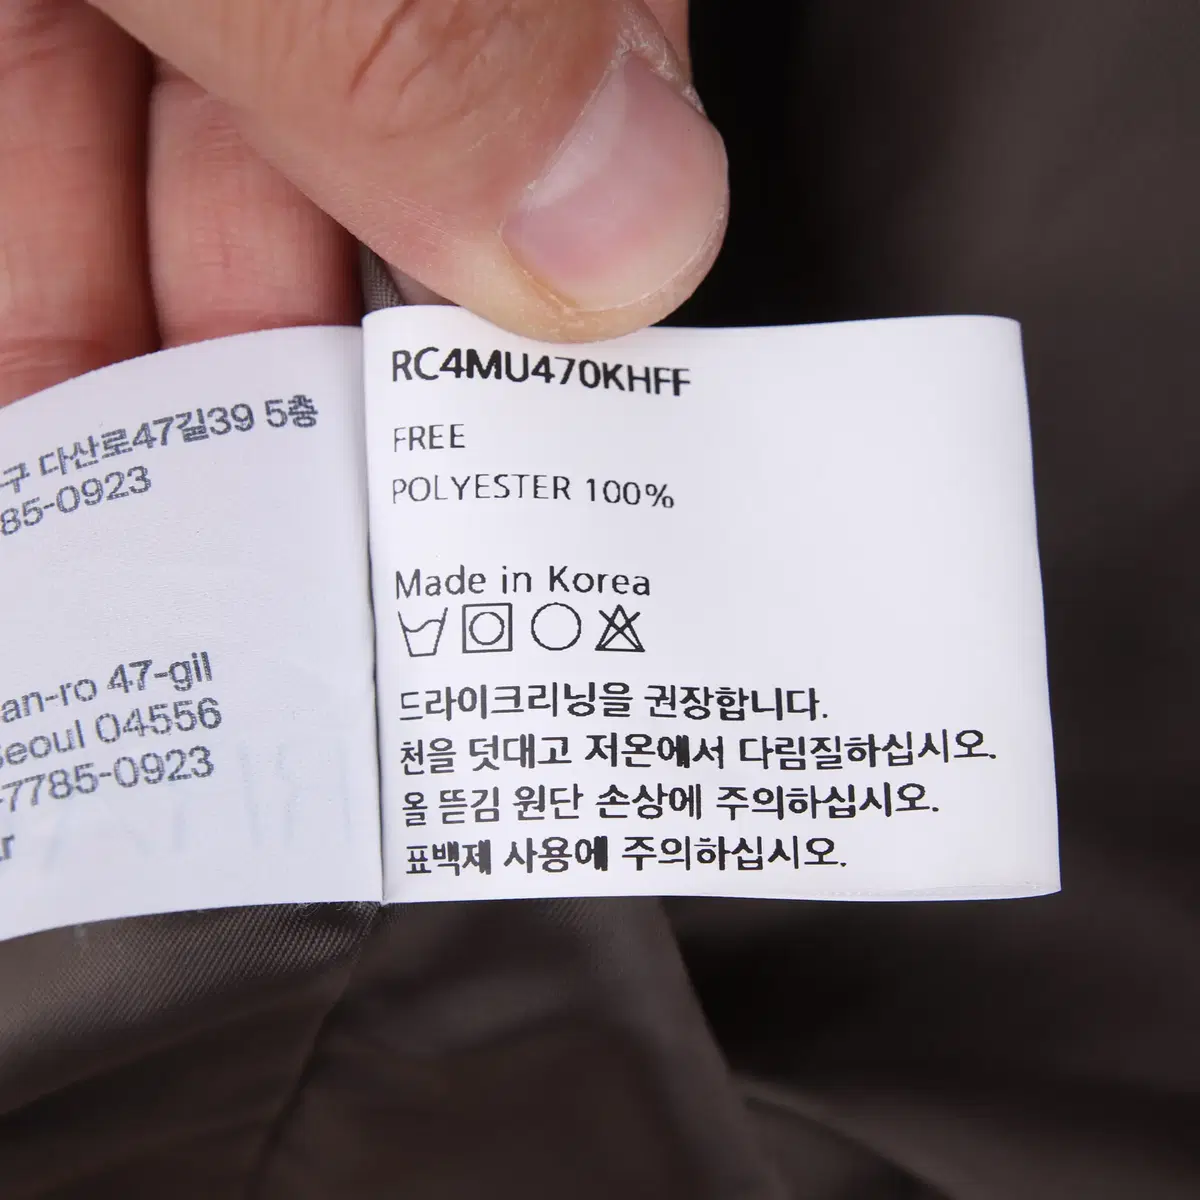 구 다산로47길39 5층
85-0923
an-ro 47-gil
Seoul 04556
-7785-0923
RC4MU470KHFF
FREE
POLYESTER 100%
Made in Korea
드라이크리닝을 권장합니다.
천을 덧대고 저온에서 다림질하십시오.
올 뜯김 원단 손상에 주의하십시오.
표백제 사용에 주의하십시오.